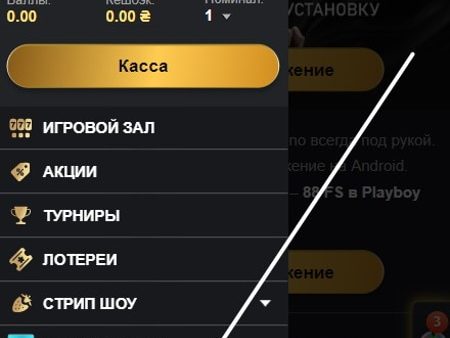 Баллы: Кешбэк: Номинал:
0.00 0.00 ₴ 1
УСТАНОВКУ
Касса
жение
ИГРОВОЙ ЗАЛ
по всегда под рукой.
АКЦИИ
жение на Android.
– 88 FS в Playboy
ТУРНИРЫ
ЛОТЕРЕИ
жение
СТРИП ШОУ
3